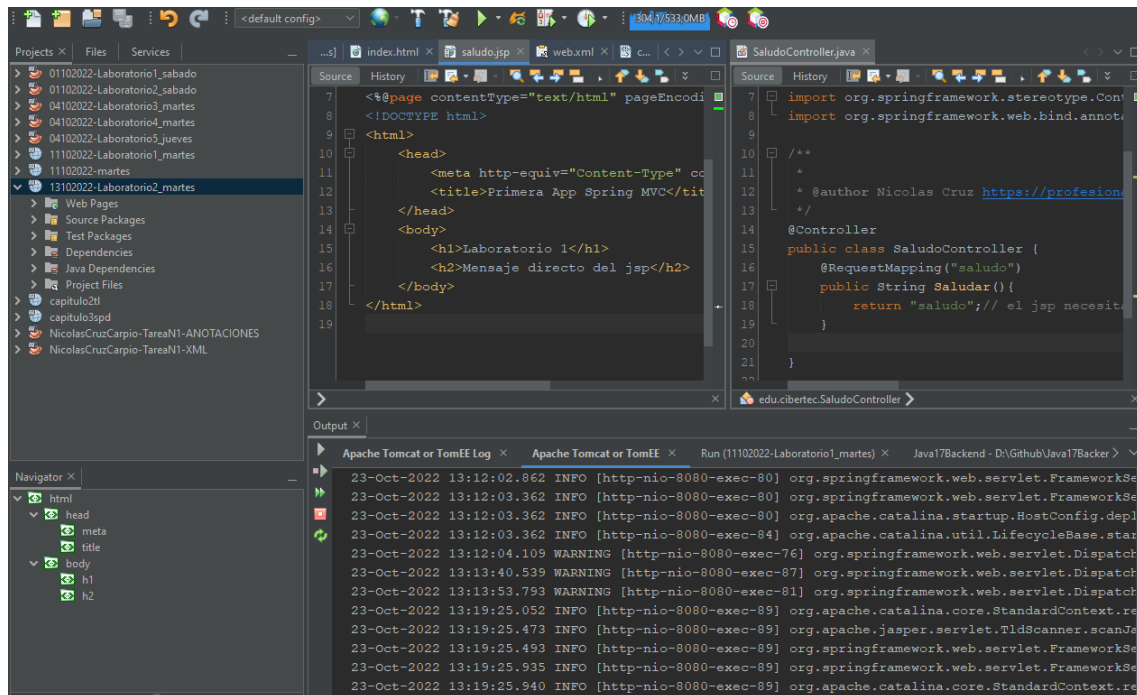 <default config>
304,1/533,0MB
Projects
Files
Services
01102022-Laboratorio1_sabado
01102022-Laboratorio2_sabado
04102022-Laboratorio3_martes
04102022-Laboratorio4_martes
04102022-Laboratorio5_jueves
11102022-Laboratorio1_martes
11102022-martes
13102022-Laboratorio2_martes
Web Pages
Source Packages
Test Packages
Dependencies
Java Dependencies
Project Files
capitulo2tl
capitulo3spd
NicolasCruzCarpio-TareaN1-ANOTACIONES
NicolasCruzCarpio-TareaN1-XML
Navigator
html
head
meta
title
body
h1
h2
...s]
index.html
saludo.jsp
web.xml
c...
Source
History
7 <%@page contentType="text/html" pageEncodi
8 <!DOCTYPE html>
9 <html>
10 <head>
11 <meta http-equiv="Content-Type" co
12 <title>Primera App Spring MVC</tit
13 </head>
14 <body>
15 <h1>Laboratorio 1</h1>
16 <h2>Mensaje directo del jsp</h2>
17 </body>
18 </html>
19
SaludoController.java
Source
History
7 import org.springframework.stereotype.Cont
8 import org.springframework.web.bind.annota
9
10 /**
11 *
12 * @author Nicolas Cruz https://profesiona
13 */
14 @Controller
15 public class SaludoController {
16 @RequestMapping("saludo")
17 public String Saludar(){
18 return "saludo";// el jsp necesita
19 }
20
21 }
22
edu.cibertec.SaludoController
Output
Apache Tomcat or TomEE Log
Apache Tomcat or TomEE
Run (11102022-Laboratorio1_martes)
Java17Backend - D:\Github\Java17Backer
23-Oct-2022 13:12:02.862 INFO [http-nio-8080-exec-80] org.springframework.web.servlet.FrameworkSe
23-Oct-2022 13:12:03.362 INFO [http-nio-8080-exec-80] org.springframework.web.servlet.FrameworkSe
23-Oct-2022 13:12:03.362 INFO [http-nio-8080-exec-80] org.apache.catalina.startup.HostConfig.depl
23-Oct-2022 13:12:03.362 INFO [http-nio-8080-exec-84] org.apache.catalina.util.LifecycleBase.star
23-Oct-2022 13:12:04.109 WARNING [http-nio-8080-exec-76] org.springframework.web.servlet.Dispatch
23-Oct-2022 13:13:40.539 WARNING [http-nio-8080-exec-87] org.springframework.web.servlet.Dispatch
23-Oct-2022 13:13:53.793 WARNING [http-nio-8080-exec-81] org.springframework.web.servlet.Dispatch
23-Oct-2022 13:19:25.052 INFO [http-nio-8080-exec-89] org.apache.catalina.core.StandardContext.re
23-Oct-2022 13:19:25.473 INFO [http-nio-8080-exec-89] org.apache.jasper.servlet.TldScanner.scanJa
23-Oct-2022 13:19:25.493 INFO [http-nio-8080-exec-89] org.springframework.web.servlet.FrameworkSe
23-Oct-2022 13:19:25.935 INFO [http-nio-8080-exec-89] org.springframework.web.servlet.FrameworkSe
23-Oct-2022 13:19:25.940 INFO [http-nio-8080-exec-89] org.apache.catalina.core.StandardContext.re